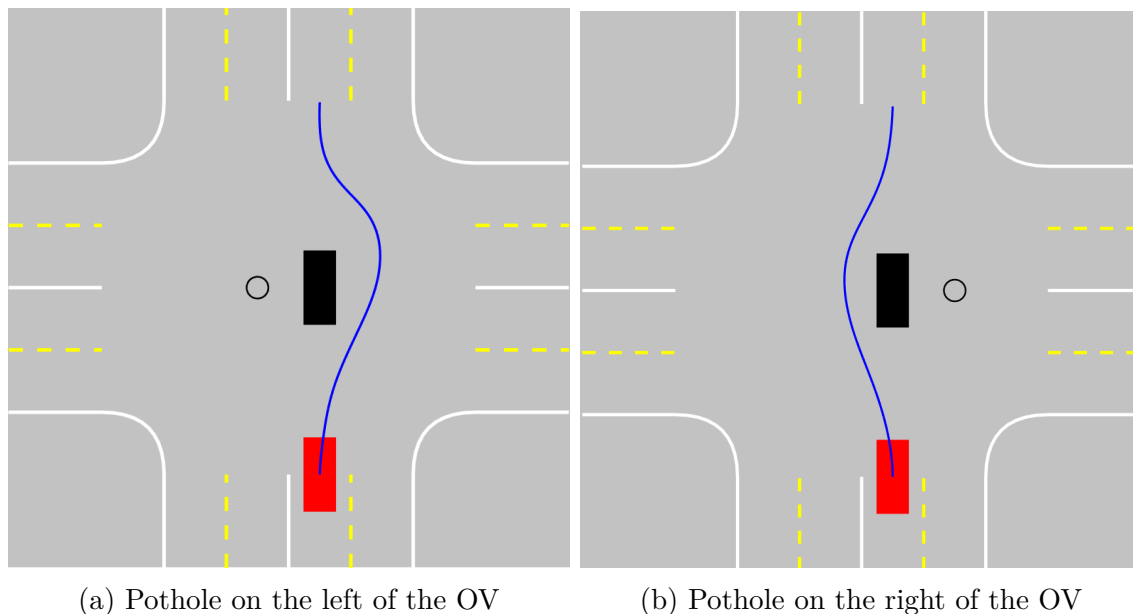 (a) Pothole on the left of the OV
(b) Pothole on the right of the OV